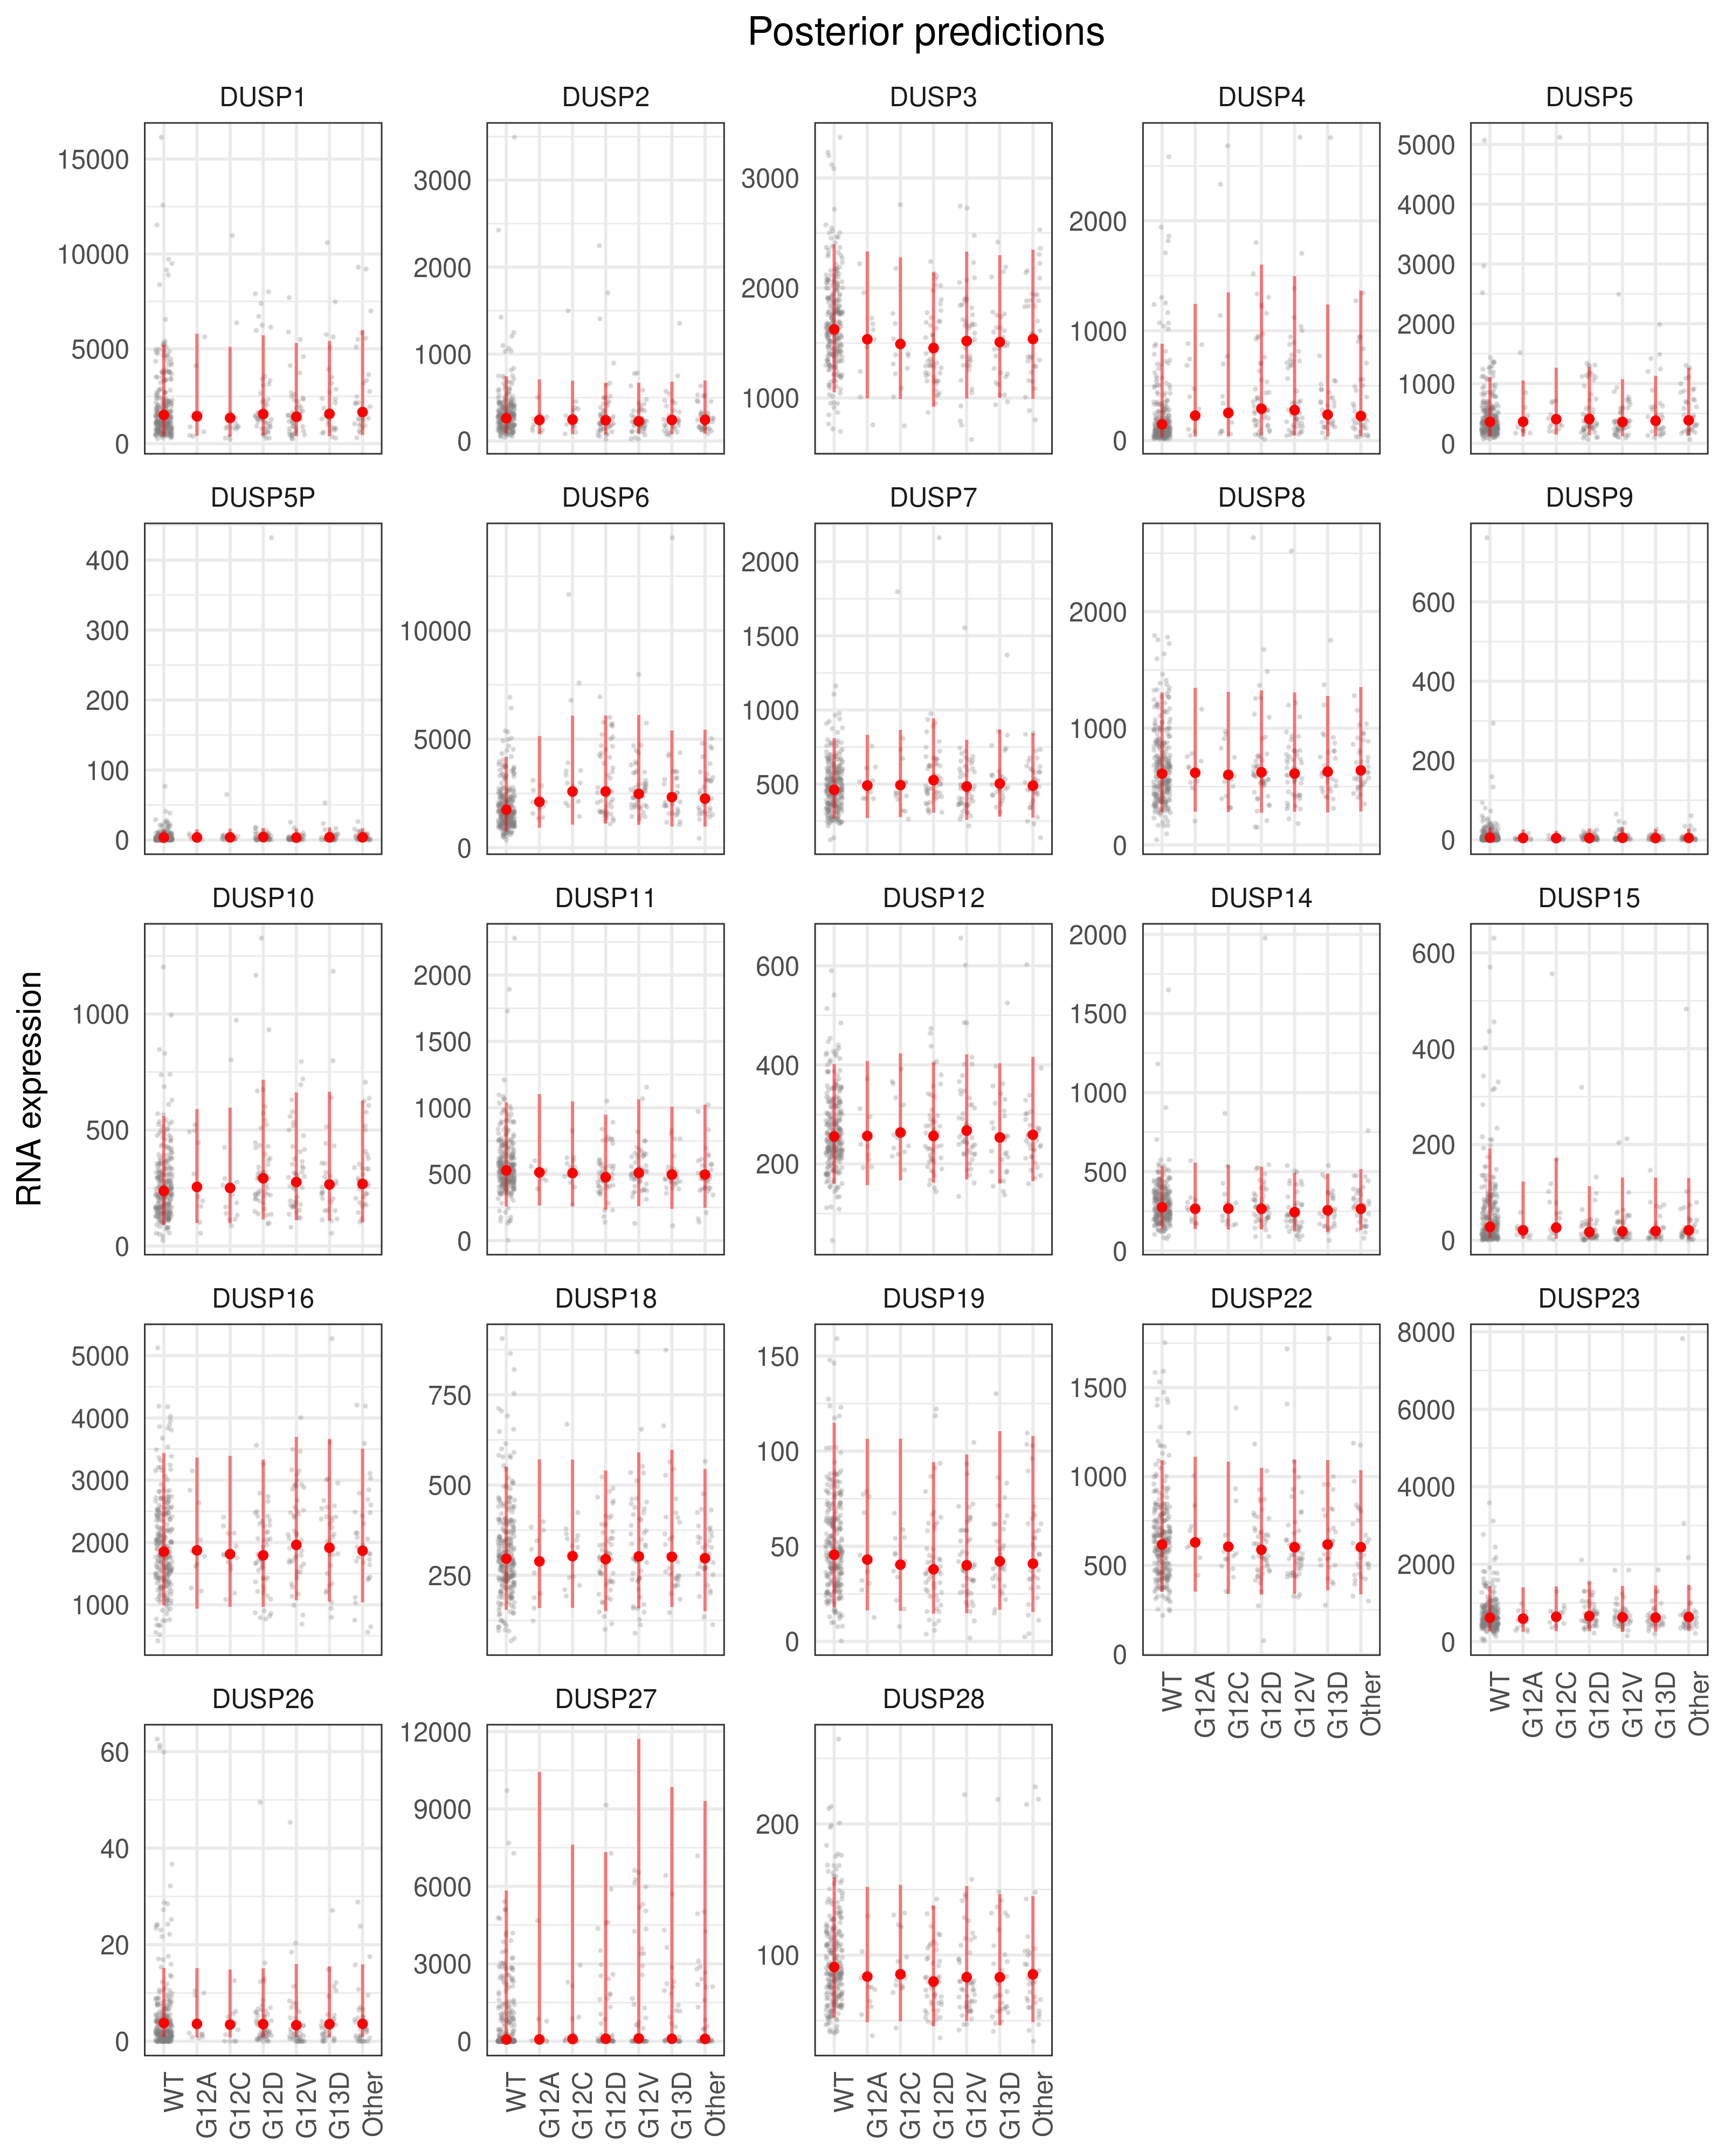 Posterior predictions
RNA expression
DUSP1
15000
10000
5000
0
DUSP2
3000
2000
1000
0
DUSP3
3000
2000
1000
DUSP4
2000
1000
0
DUSP5
5000
4000
3000
2000
1000
0
DUSP5P
400
300
200
100
0
DUSP6
10000
5000
0
DUSP7
2000
1500
1000
500
DUSP8
2000
1000
0
DUSP9
600
400
200
0
DUSP10
1000
500
0
DUSP11
2000
1500
1000
500
0
DUSP12
600
400
200
DUSP14
2000
1500
1000
500
0
DUSP15
600
400
200
0
DUSP16
5000
4000
3000
2000
1000
DUSP18
750
500
250
DUSP19
150
100
50
0
DUSP22
1500
1000
500
0
WT
G12A
G12C
G12D
G12V
G13D
Other
DUSP23
8000
6000
4000
2000
0
WT
G12A
G12C
G12D
G12V
G13D
Other
DUSP26
60
40
20
0
WT
G12A
G12C
G12D
G12V
G13D
Other
DUSP27
12000
9000
6000
3000
0
WT
G12A
G12C
G12D
G12V
G13D
Other
DUSP28
200
100
WT
G12A
G12C
G12D
G12V
G13D
Other